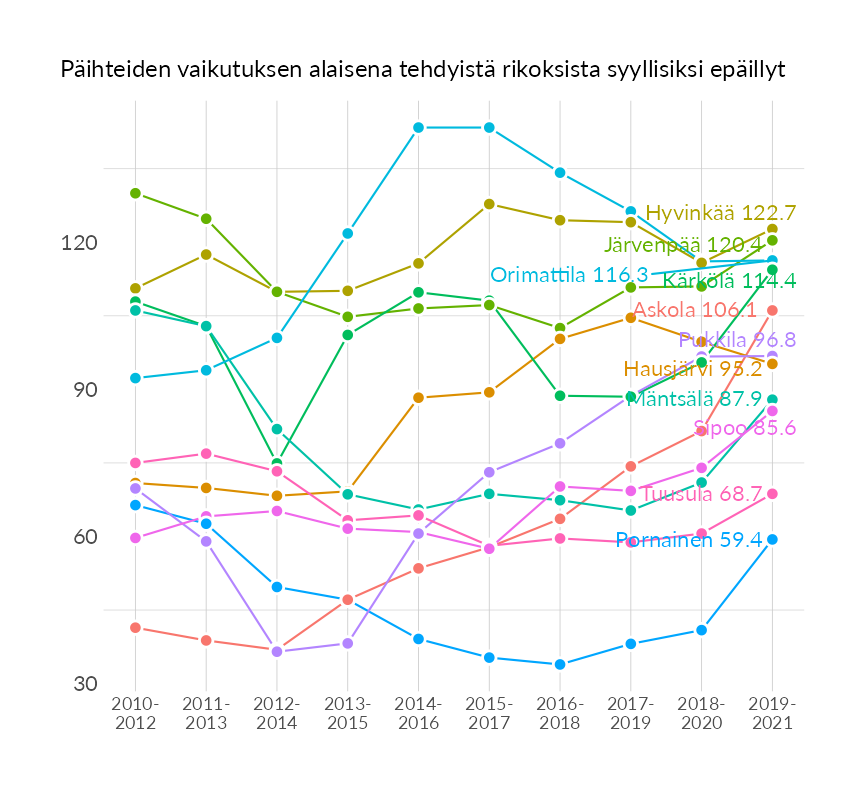 Päihteiden vaikutuksen alaisena tehdyistä rikoksista syyllisiksi epäillyt
Hyvinkää 122.7
120
Järvenpää 120.4
Orimattila 116.3
Kärkölä 114.4
Askola 106.1
Pukkila 96.8
Hausjärvi 95.2
90
Mäntsälä 87.9
Sipoo 85.6
Tuusula 68.7
60
Pornainen 59.4
30
2010-
2012
2011-
2013
2012-
2014
2013-
2015
2014-
2016
2015-
2017
2016-
2018
2017-
2019
2018-
2020
2019-
2021